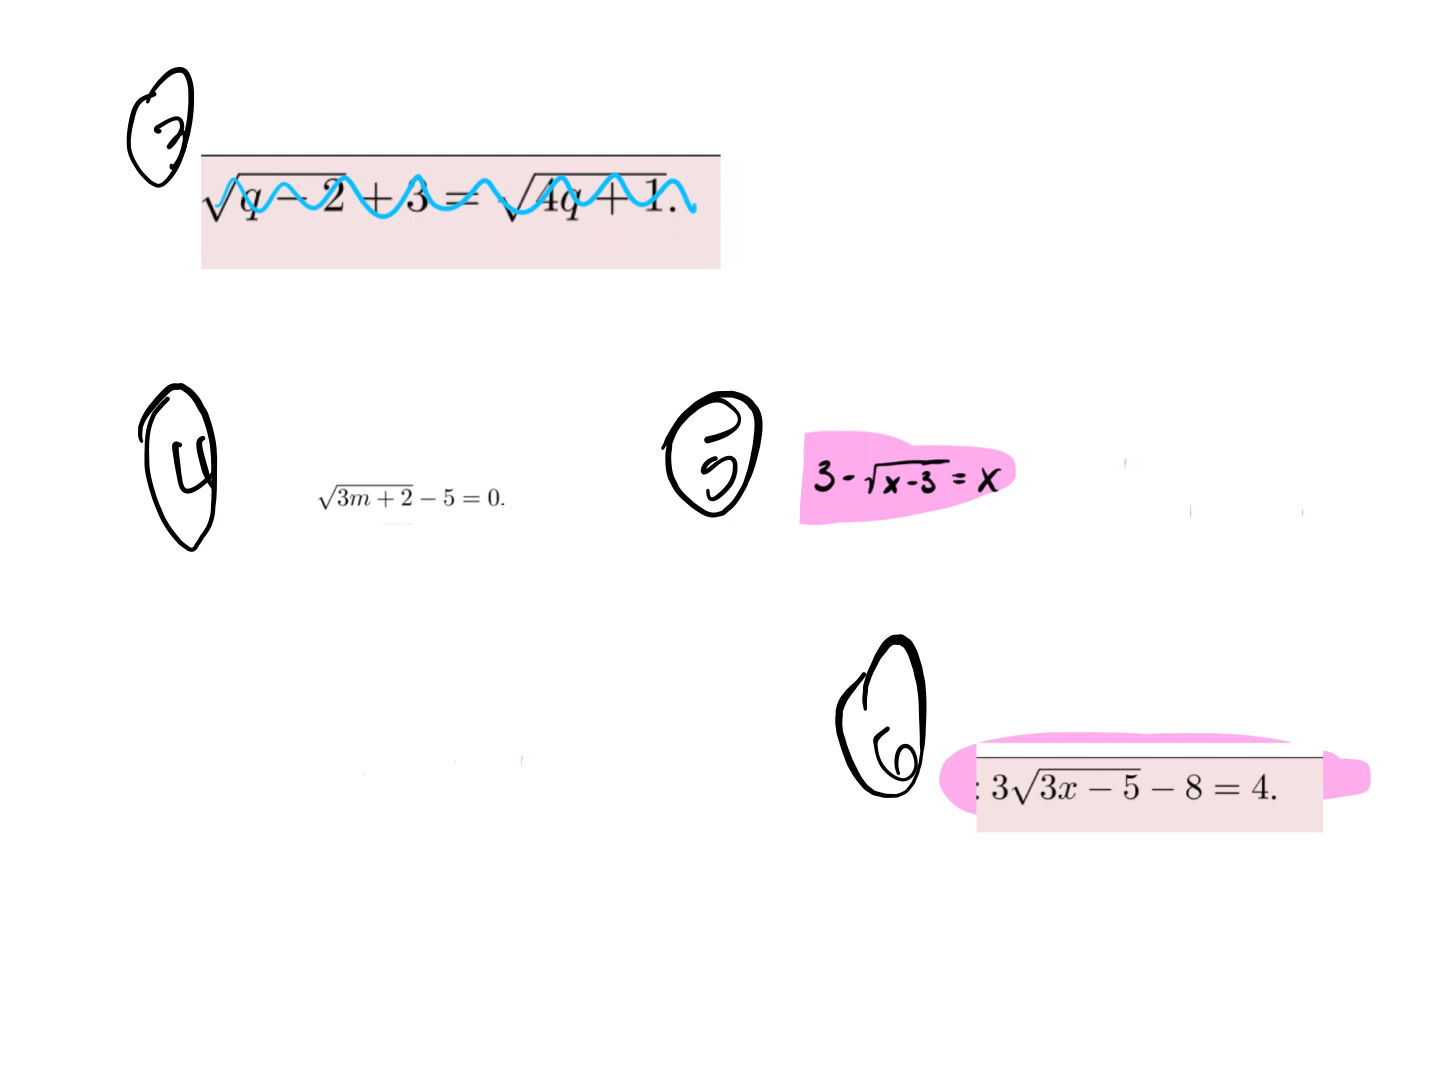 3
√(q − 2) + 3 = √(4q + 1).
4
√(3m + 2) − 5 = 0.
5
3 - √(x-3) = x
6
: 3√(3x − 5) − 8 = 4.